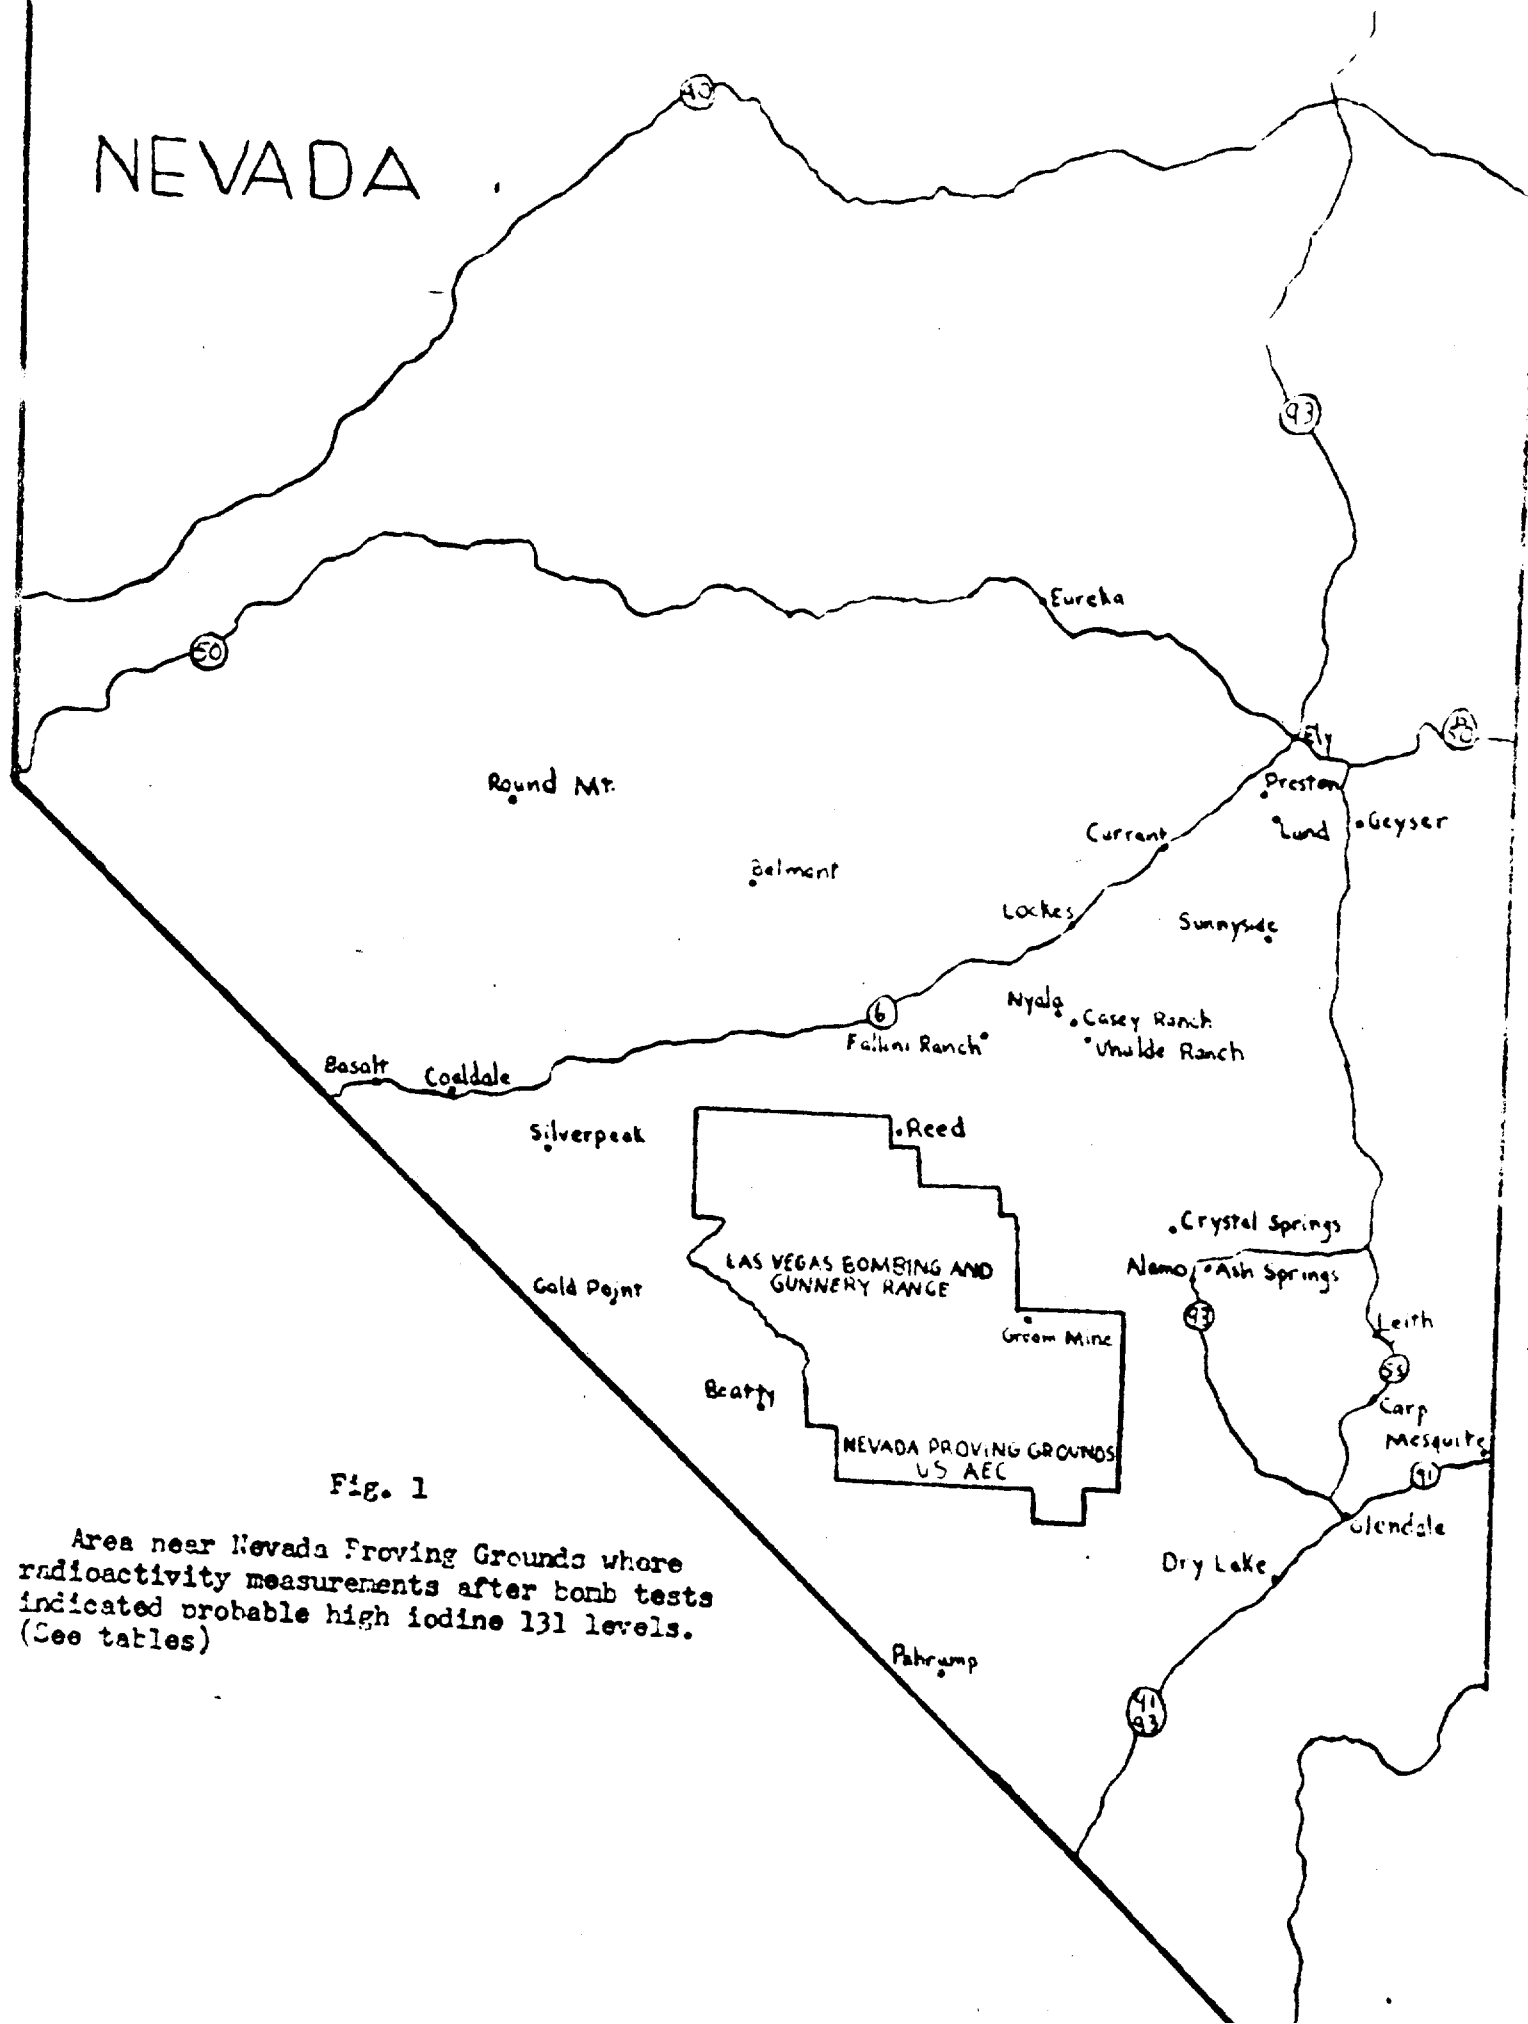 40
NEVADA
93
Eureka
50
Ely
50
Round Mt.
Preston
Lund
Geyser
Currant
Belmont
Lockes
Sunnyside
6
Nyala
Casey Ranch
Fallini Ranch
Uhalde Ranch
Basalt
Coaldale
Silverpeak
Reed
Crystal Springs
LAS VEGAS BOMBING AND
GUNNERY RANGE
Alamo
Ash Springs
Gold Point
93
Leith
Groom Mine
55
Beatty
Carp
Mesquite
NEVADA PROVING GROUNDS
US AEC
91
Glendale
Fig. 1
Area near Nevada Proving Grounds where
radioactivity measurements after bomb tests
indicated probable high iodine 131 levels.
(See tables)
Dry Lake
Pahrump
91
93